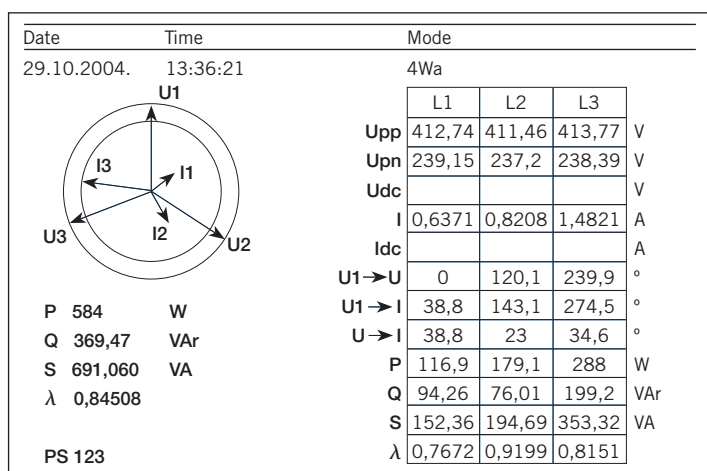 Date Time Mode
29.10.2004. 13:36:21 4Wa
U1
I3
I1
U3
I2
U2
P 584 W
Q 369,47 VAr
S 691,060 VA
λ 0,84508
PS 123
L1 L2 L3
Upp 412,74 411,46 413,77 V
Upn 239,15 237,2 238,39 V
Udc V
I 0,6371 0,8208 1,4821 A
Idc A
U1→U 0 120,1 239,9 º
U1→I 38,8 143,1 274,5 º
U→I 38,8 23 34,6 º
P 116,9 179,1 288 W
Q 94,26 76,01 199,2 VAr
S 152,36 194,69 353,32 VA
λ 0,7672 0,9199 0,8151